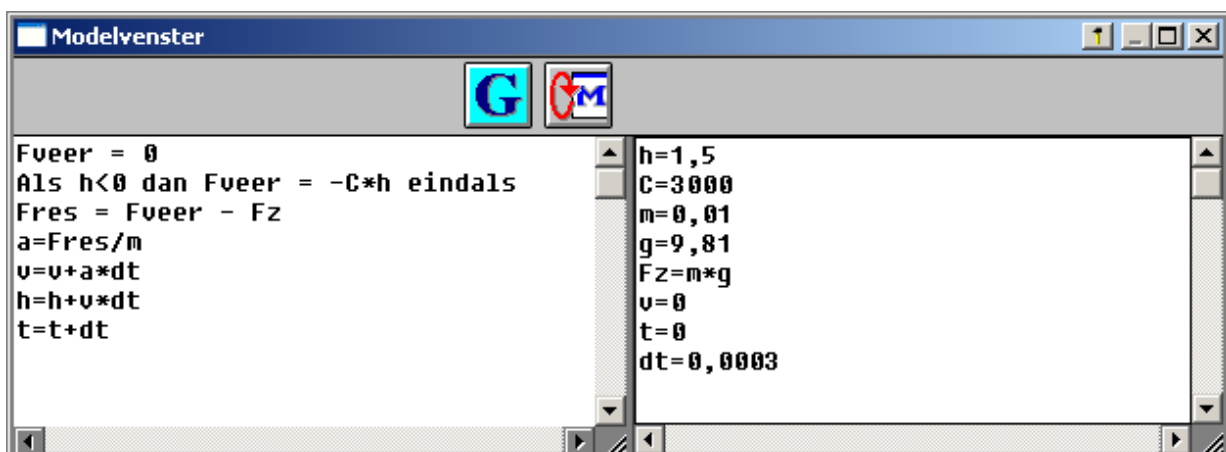 Modelvenster
G M
Fveer = 0
Als h<0 dan Fveer = -C*h eindals
Fres = Fveer - Fz
a=Fres/m
v=v+a*dt
h=h+v*dt
t=t+dt
h=1,5
C=3000
m=0,01
g=9,81
Fz=m*g
v=0
t=0
dt=0,0003